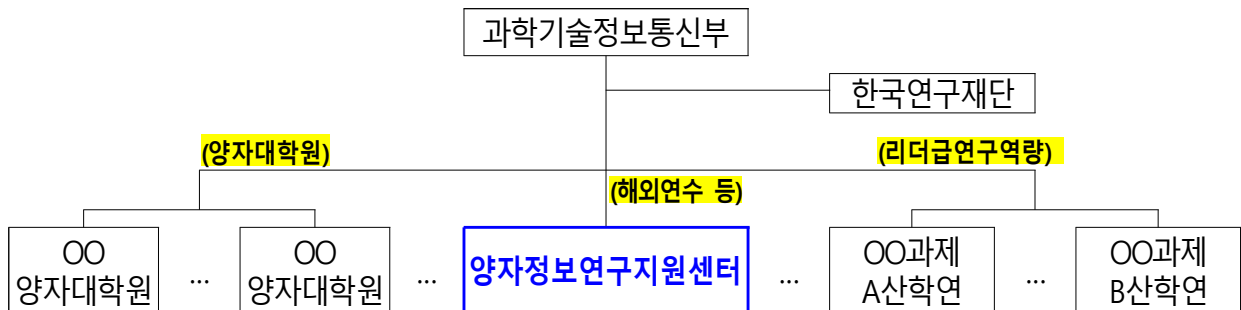 과학기술정보통신부
한국연구재단
(양자대학원)
(리더급연구역량)
(해외연수 등)
OO
양자대학원
...
OO
양자대학원
...
양자정보연구지원센터
...
OO과제
A산학연
...
OO과제
B산학연